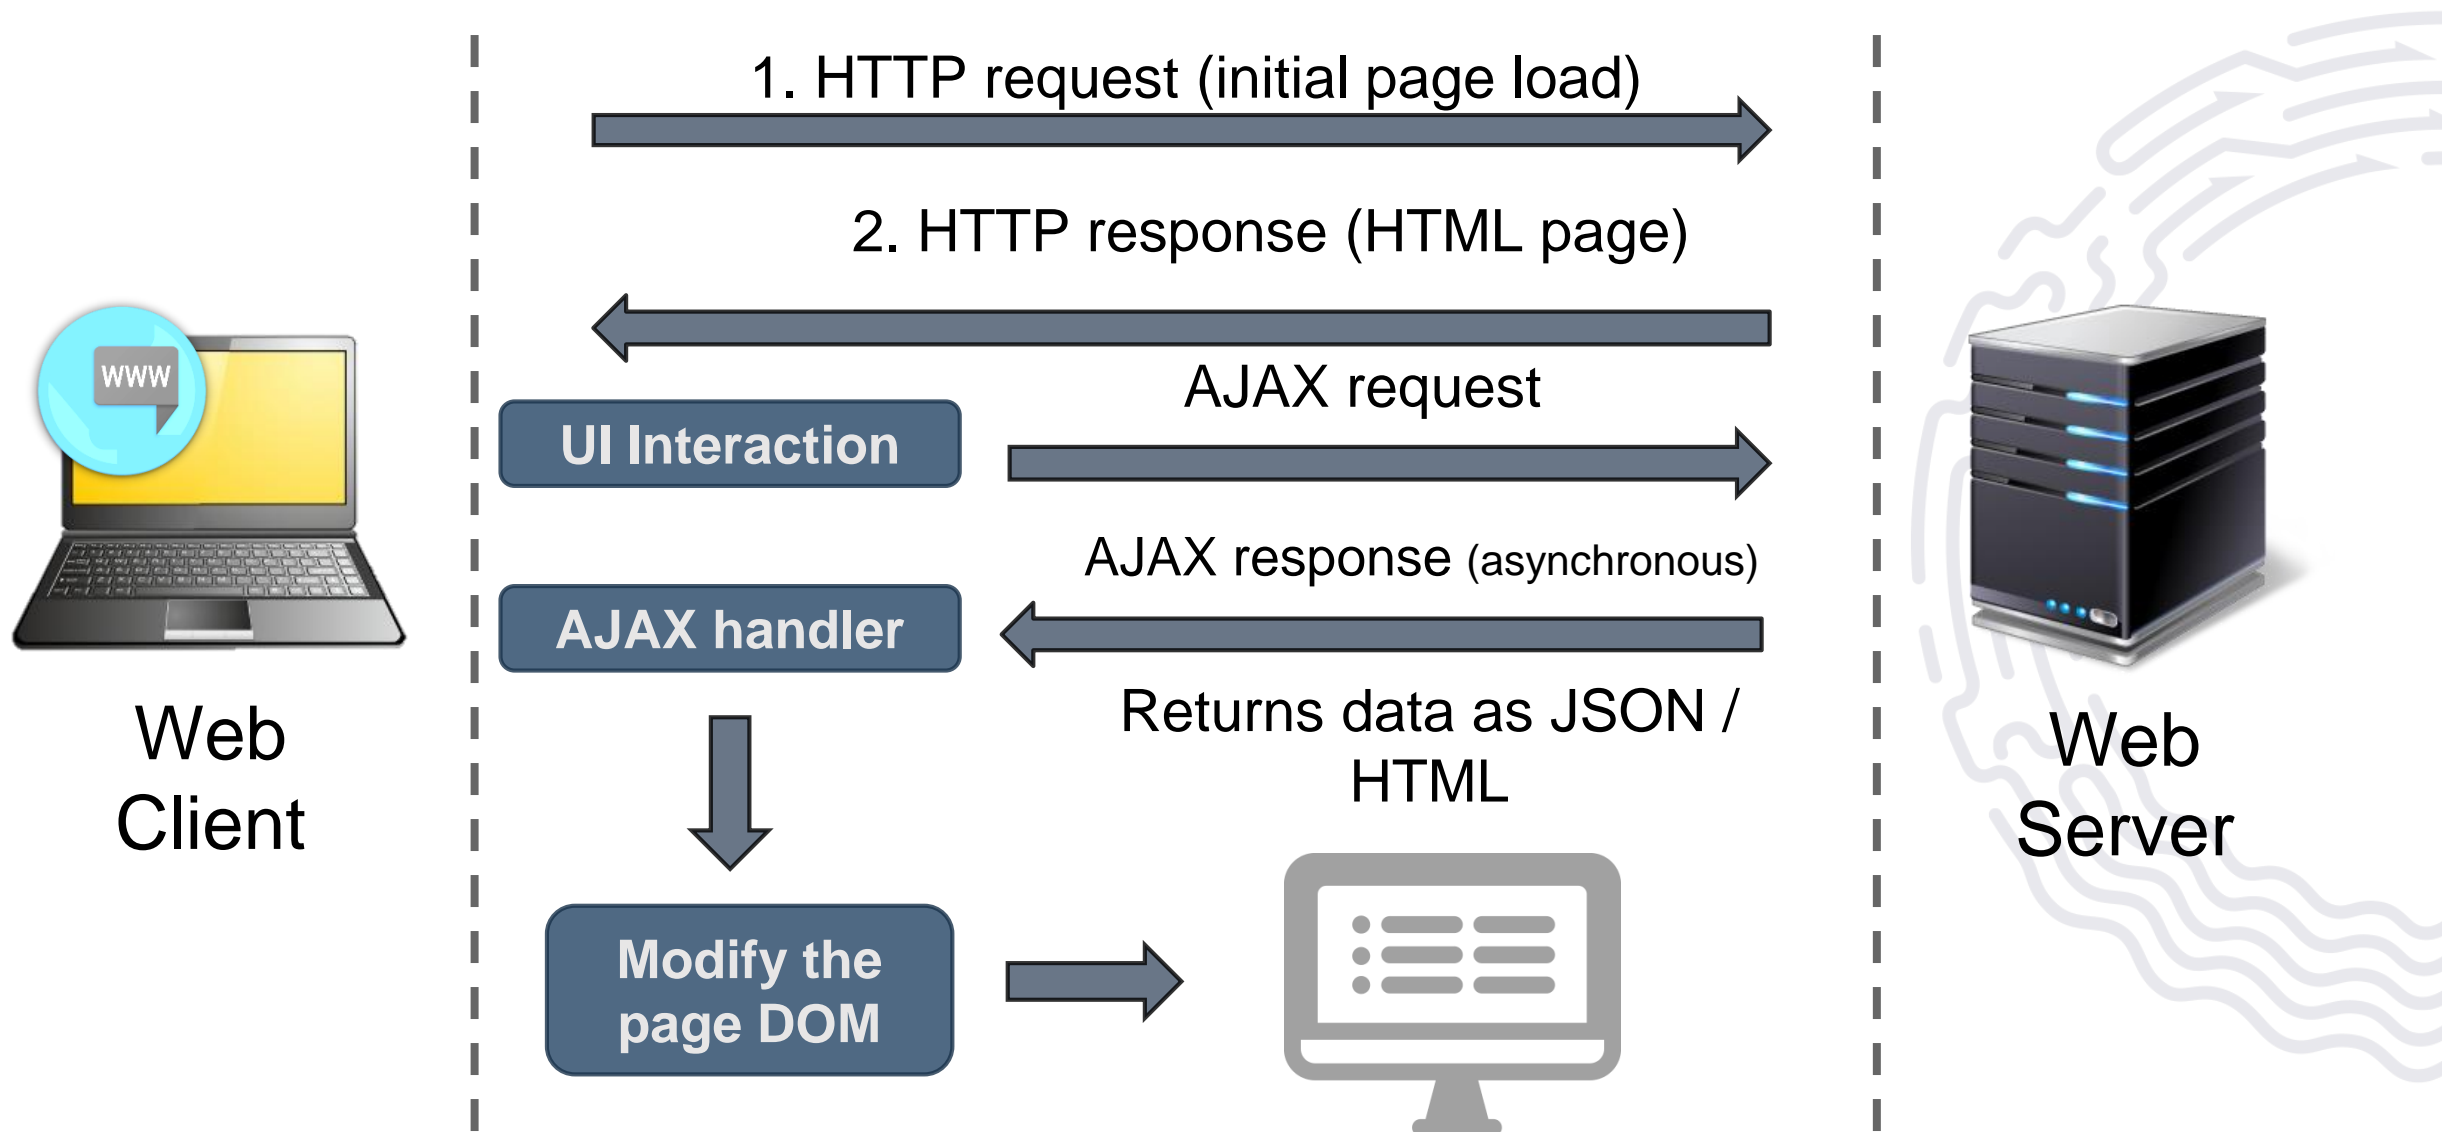 1. HTTP request (initial page load)
2. HTTP response (HTML page)
www
AJAX request
UI Interaction
AJAX response (asynchronous)
AJAX handler
Returns data as JSON /
HTML
Web
Client
Web
Server
Modify the
page DOM